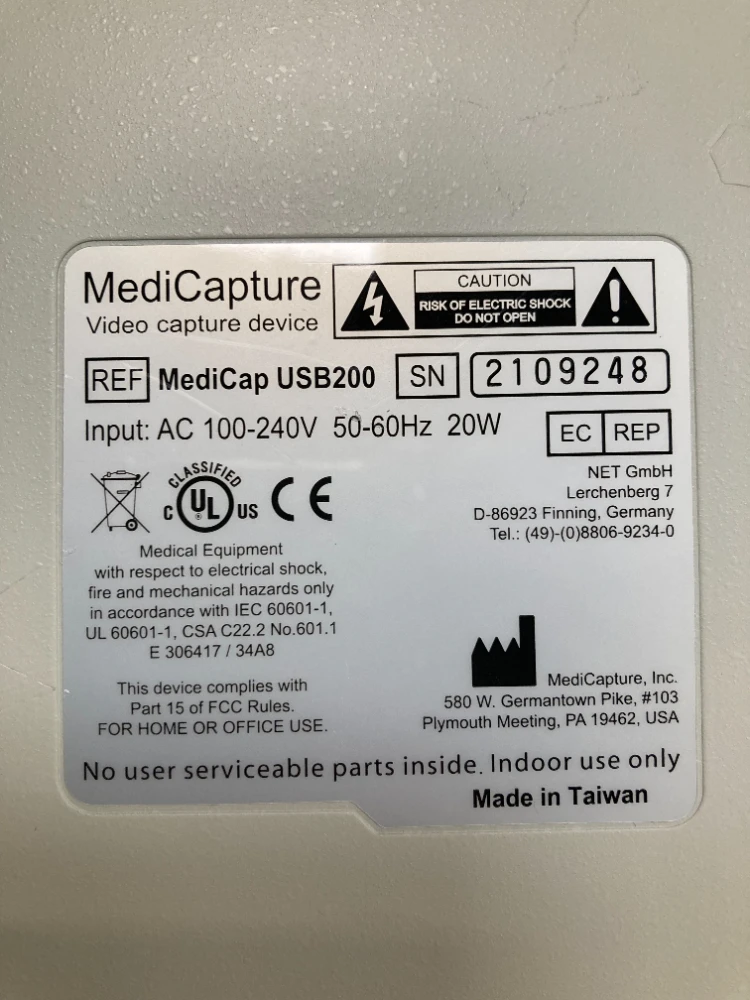 MediCapture
Video capture device
CAUTION
RISK OF ELECTRIC SHOCK
DO NOT OPEN
REF MediCap USB200 SN 2109248
Input: AC 100-240V 50-60Hz 20W
EC REP
NET GmbH
Lerchenberg 7
D-86923 Finning, Germany
Tel.: (49)-(0)8806-9234-0
CLASSIFIED
C UL US CE
Medical Equipment
with respect to electrical shock,
fire and mechanical hazards only
in accordance with IEC 60601-1,
UL 60601-1, CSA C22.2 No.601.1
E 306417 / 34A8
This device complies with
Part 15 of FCC Rules.
FOR HOME OR OFFICE USE.
MediCapture, Inc.
580 W. Germantown Pike, #103
Plymouth Meeting, PA 19462, USA
No user serviceable parts inside. Indoor use only
Made in Taiwan